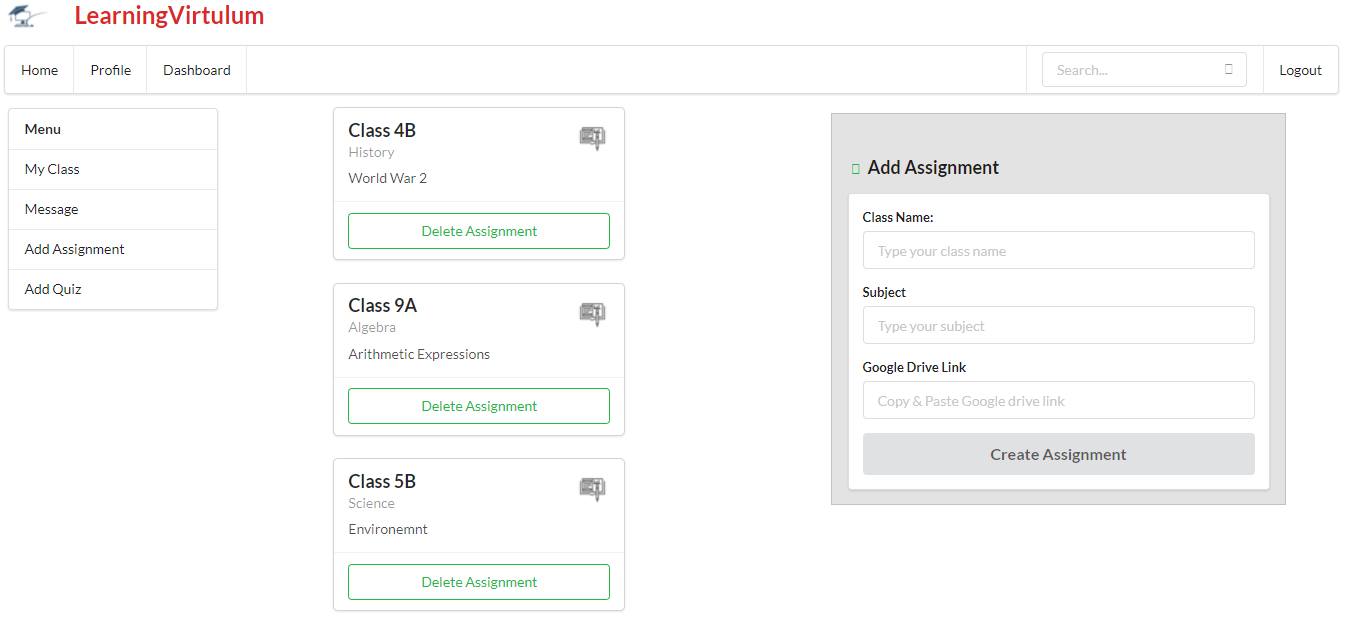 LearningVirtulum
Home Profile Dashboard Search... Logout
Menu
My Class
Message
Add Assignment
Add Quiz
Class 4B
History
World War 2
Delete Assignment
Class 9A
Algebra
Arithmetic Expressions
Delete Assignment
Class 5B
Science
Environemnt
Delete Assignment
Add Assignment
Class Name:
Type your class name
Subject
Type your subject
Google Drive Link
Copy & Paste Google drive link
Create Assignment